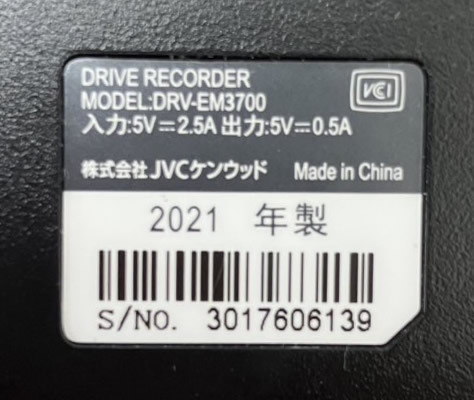 DRIVE RECORDER
VCCI
MODEL:DRV-EM3700
入力:5V⎓2.5A 出力:5V⎓0.5A
株式会社 JVCケンウッド Made in China
2021 年製
S/NO. 3017606139